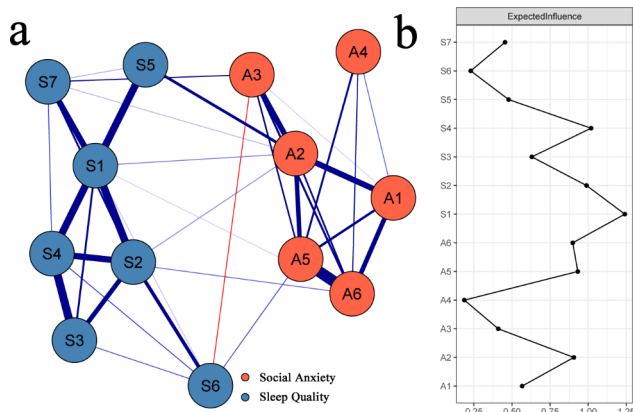 a
S7
S5
A3
A4
S1
A2
A1
S4
S2
A5
A6
S3
S6
Social Anxiety
Sleep Quality
b
ExpectedInfluence
S7
S6
S5
S4
S3
S2
S1
A6
A5
A4
A3
A2
A1
0.25 0.50 0.75 1.00 1.25